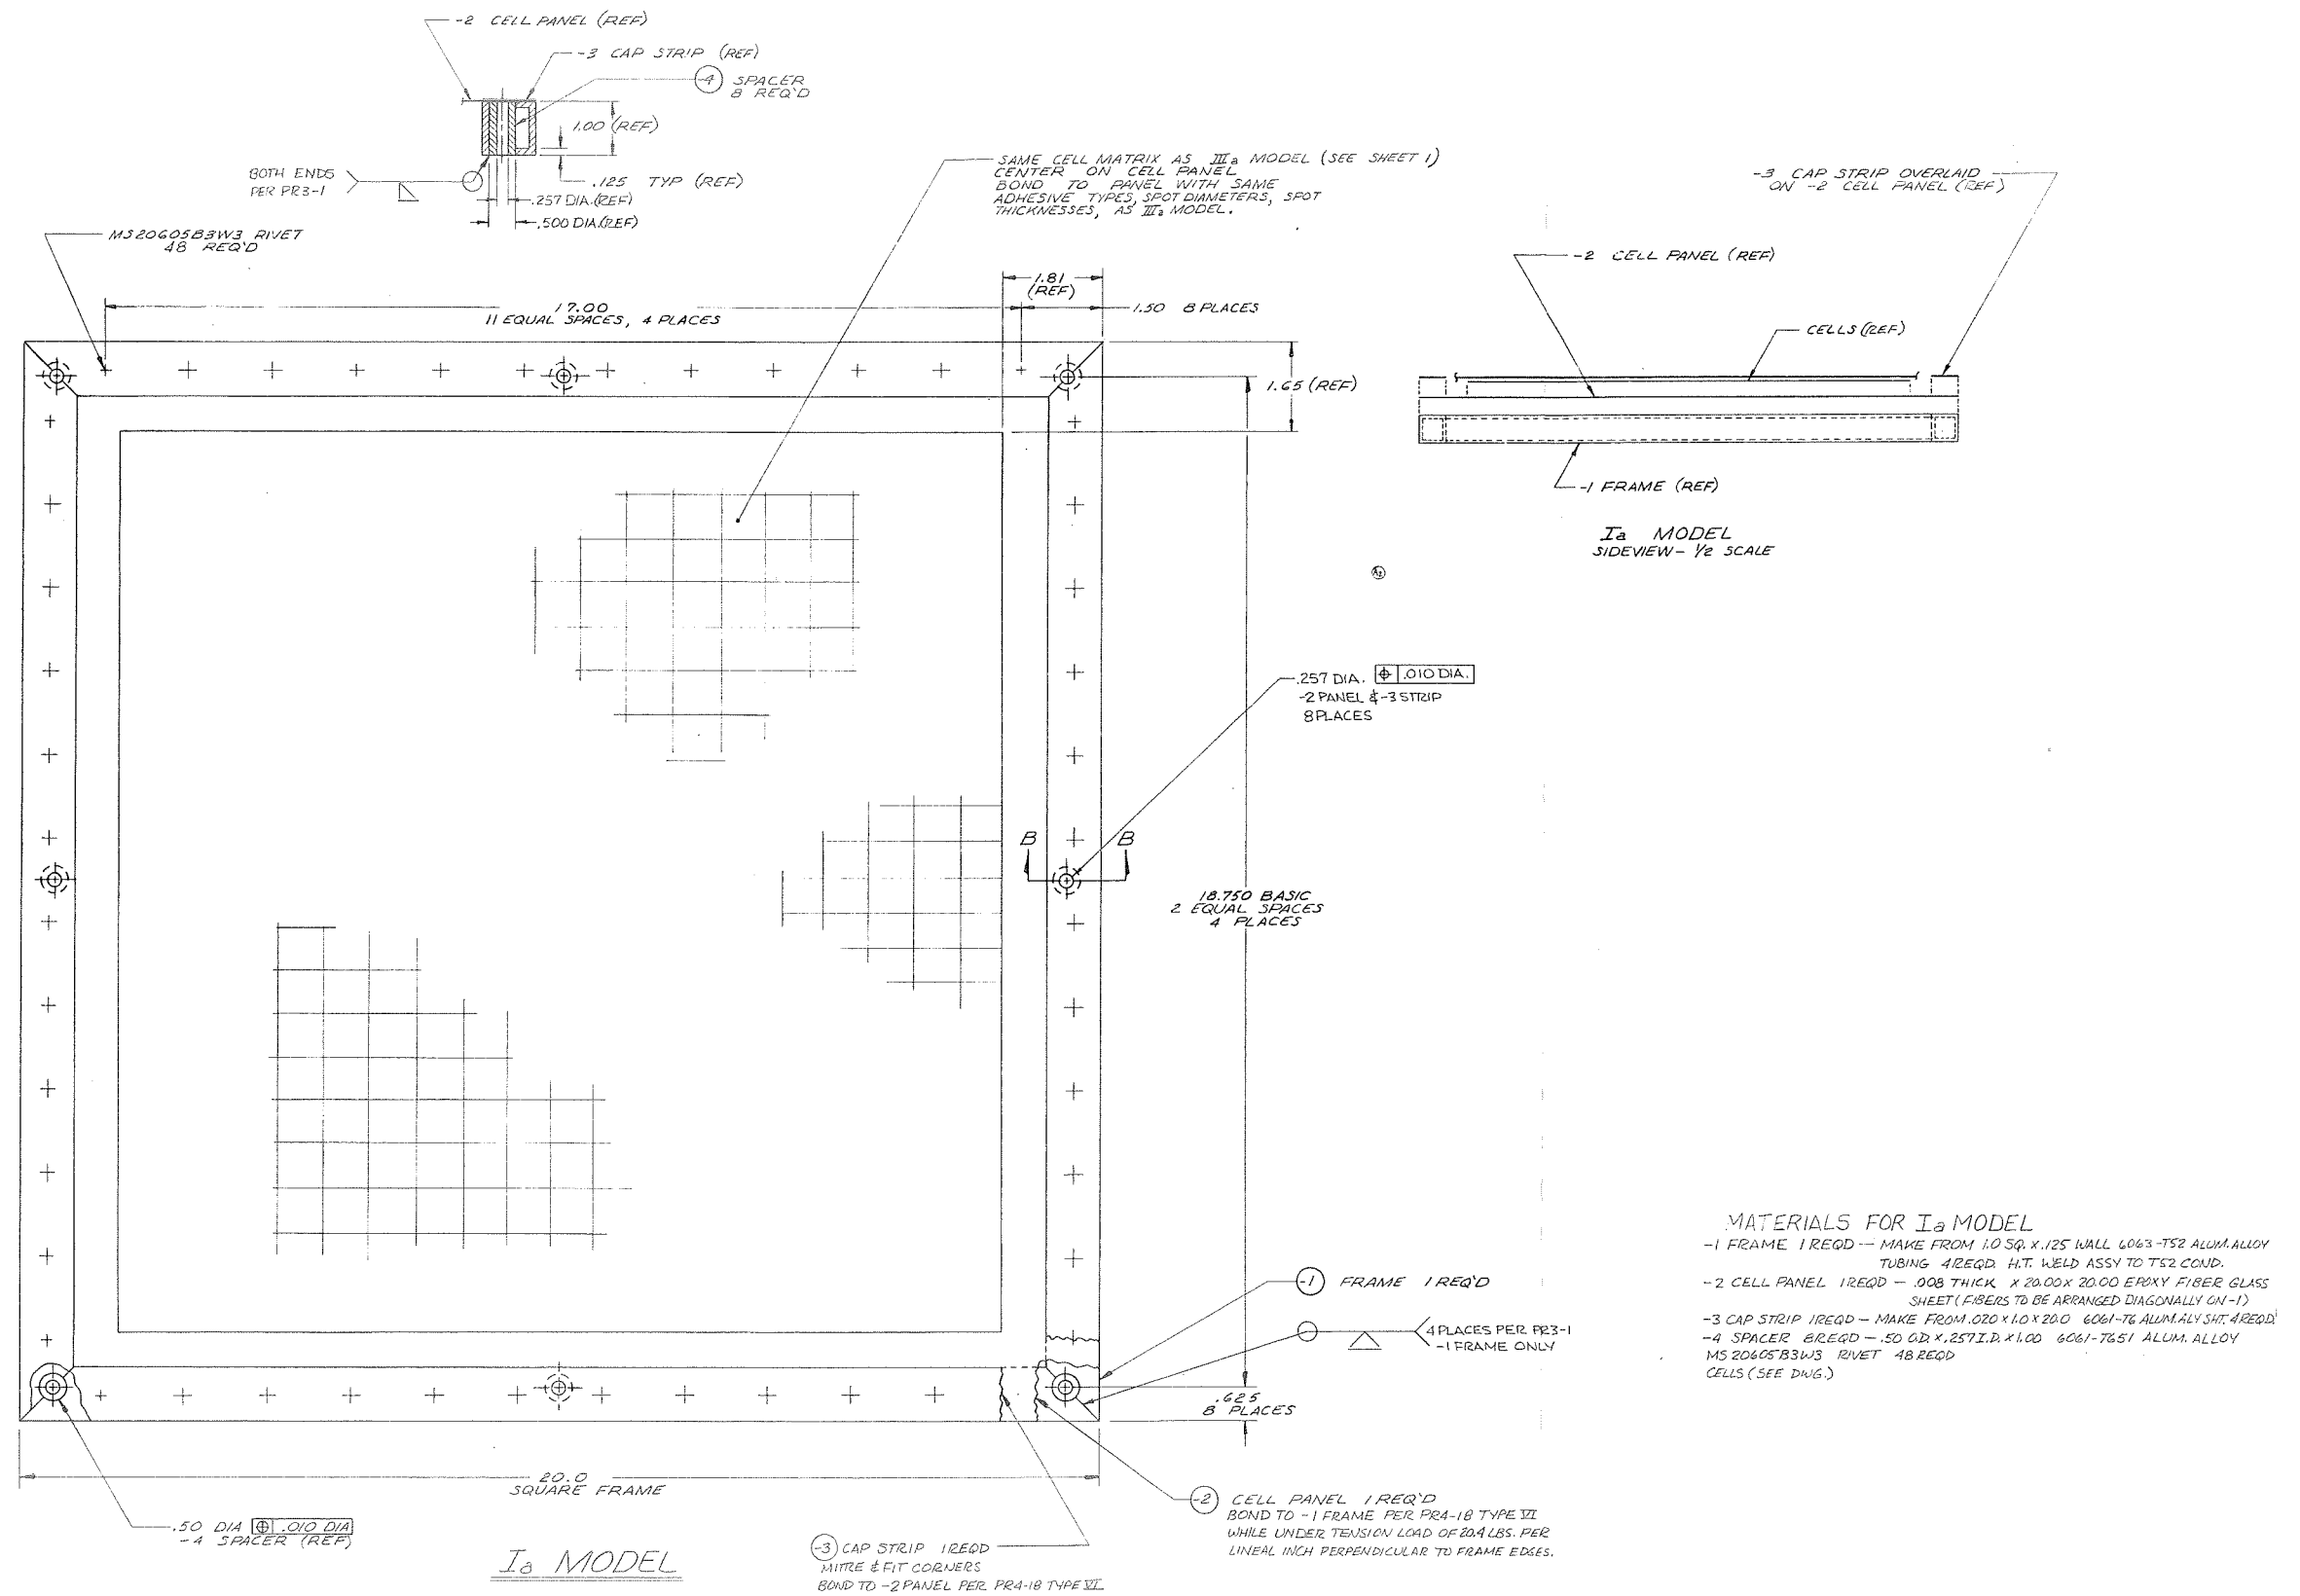 -2 CELL PANEL (REF)
-3 CAP STRIP (REF)
-4 SPACER
8 REQ'D
1.00 (REF)
BOTH ENDS
PER PR3-1
.125 TYP (REF)
.257 DIA.(REF)
.500 DIA.(REF)
SAME CELL MATRIX AS IIIa MODEL (SEE SHEET 1)
CENTER ON CELL PANEL
BOND TO PANEL WITH SAME
ADHESIVE TYPES, SPOT DIAMETERS, SPOT
THICKNESSES, AS IIIa MODEL.
-3 CAP STRIP OVERLAID
ON -2 CELL PANEL (REF)
MS20605B3W3 RIVET
48 REQ'D
-2 CELL PANEL (REF)
1.81
(REF)
17.00
11 EQUAL SPACES, 4 PLACES
1.50 8 PLACES
CELLS (REF)
1.65 (REF)
-1 FRAME (REF)
Ia MODEL
SIDEVIEW - 1/2 SCALE
A2
.257 DIA. ⌖ .010 DIA.
-2 PANEL & -3 STRIP
8 PLACES
B B
18.750 BASIC
2 EQUAL SPACES
4 PLACES
MATERIALS FOR Ia MODEL
-1 FRAME 1 REQD — MAKE FROM 1.0 SQ. X .125 WALL 6063-T52 ALUM. ALLOY
TUBING 4 REQD. H.T. WELD ASSY TO T52 COND.
-2 CELL PANEL 1 REQD — .008 THICK X 20.00 X 20.00 EPOXY FIBER GLASS
SHEET (FIBERS TO BE ARRANGED DIAGONALLY ON -1)
-3 CAP STRIP 1 REQD — MAKE FROM .020 X 1.0 X 20.0 6061-T6 ALUM. ALY SHT. 4 REQD.
-4 SPACER 8 REQD — .50 O.D. X .257 I.D. X 1.00 6061-T651 ALUM. ALLOY
MS 20605B3W3 RIVET 48 REQD
CELLS (SEE DWG.)
-1 FRAME 1 REQ'D
4 PLACES PER PR3-1
-1 FRAME ONLY
.625
8 PLACES
20.0
SQUARE FRAME
-2 CELL PANEL 1 REQ'D
BOND TO -1 FRAME PER PR4-18 TYPE VI
WHILE UNDER TENSION LOAD OF 20.4 LBS. PER
LINEAL INCH PERPENDICULAR TO FRAME EDGES.
.50 DIA ⌖ .010 DIA
-4 SPACER (REF)
Ia MODEL
-3 CAP STRIP 1 REQD
MITRE & FIT CORNERS
BOND TO -2 PANEL PER PR4-18 TYPE VI